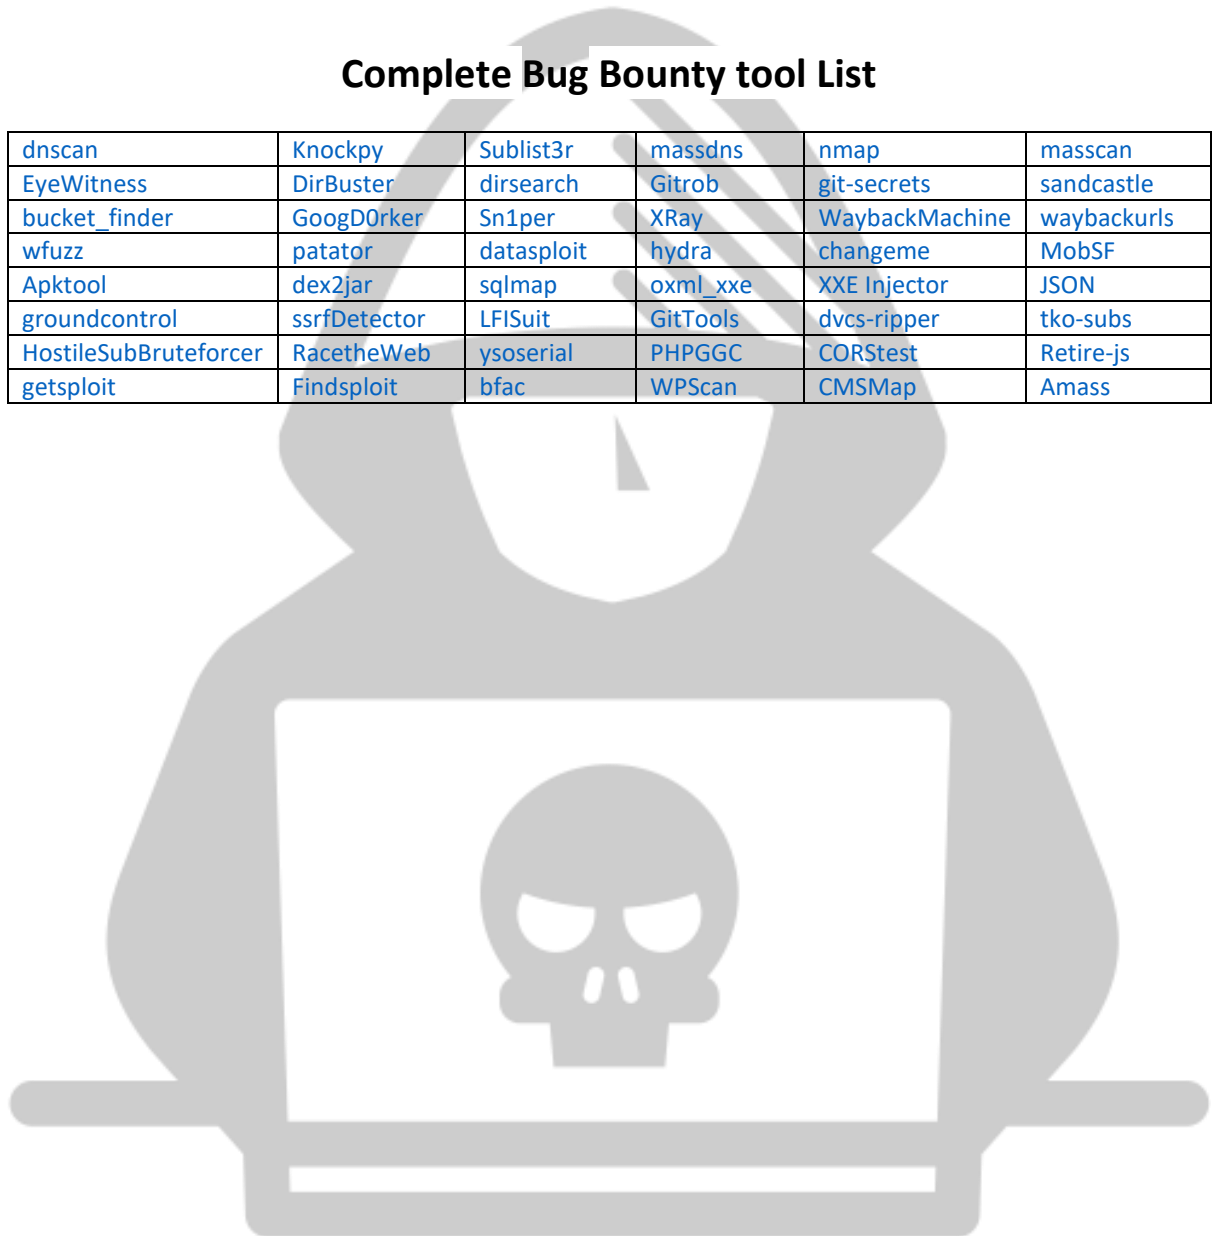 Complete Bug Bounty tool List
dnscan Knockpy Sublist3r massdns nmap masscan
EyeWitness DirBuster dirsearch Gitrob git-secrets sandcastle
bucket_finder GoogD0rker Sn1per XRay WaybackMachine waybackurls
wfuzz patator datasploit hydra changeme MobSF
Apktool dex2jar sqlmap oxml_xxe XXE Injector JSON
groundcontrol ssrfDetector LFISuit GitTools dvcs-ripper tko-subs
HostileSubBruteforcer RacetheWeb ysoserial PHPGGC CORStest Retire-js
getsploit Findsploit bfac WPScan CMSMap Amass